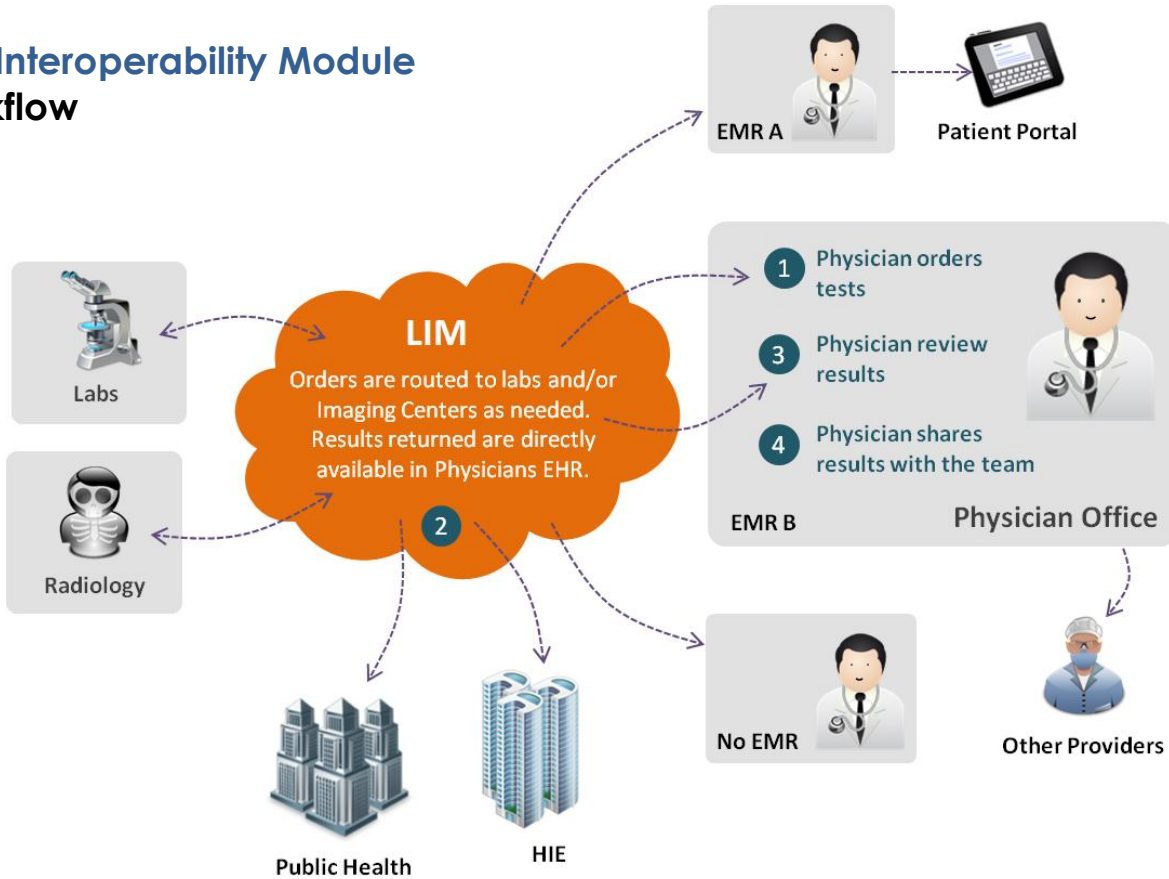 Interoperability Module
flow
EMR A
Patient Portal
1 Physician orders
tests
3 Physician review
results
4 Physician shares
results with the team
EMR B
Physician Office
Labs
LIM
Orders are routed to labs and/or
Imaging Centers as needed.
Results returned are directly
available in Physicians EHR.
2
Radiology
No EMR
Other Providers
Public Health
HIE